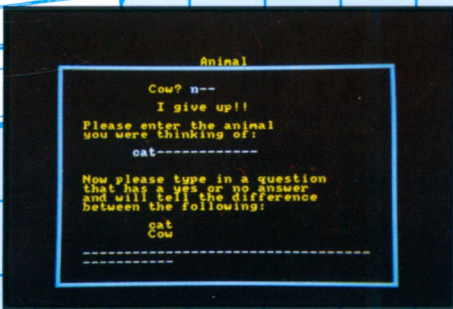 Animal
Cow? n--
I give up!!
Please enter the animal
you were thinking of:
cat------------
Now please type in a question
that has a yes or no answer
and will tell the difference
between the following:
cat
Cow